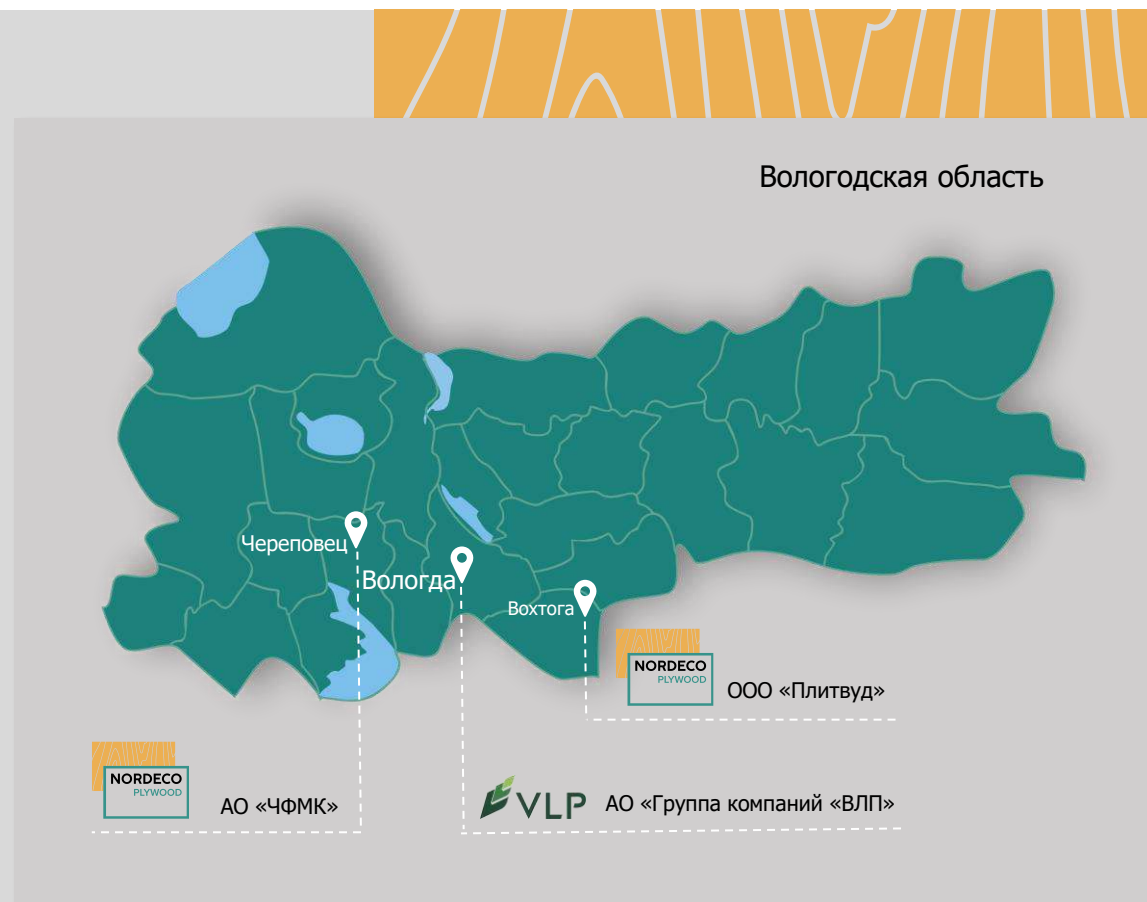 Вологодская область
Череповец
Вологда
Вохтога
NORDECO
PLYWOOD
ООО «Плитвуд»
NORDECO
PLYWOOD
АО «ЧФМК»
VLP
АО «Группа компаний «ВЛП»